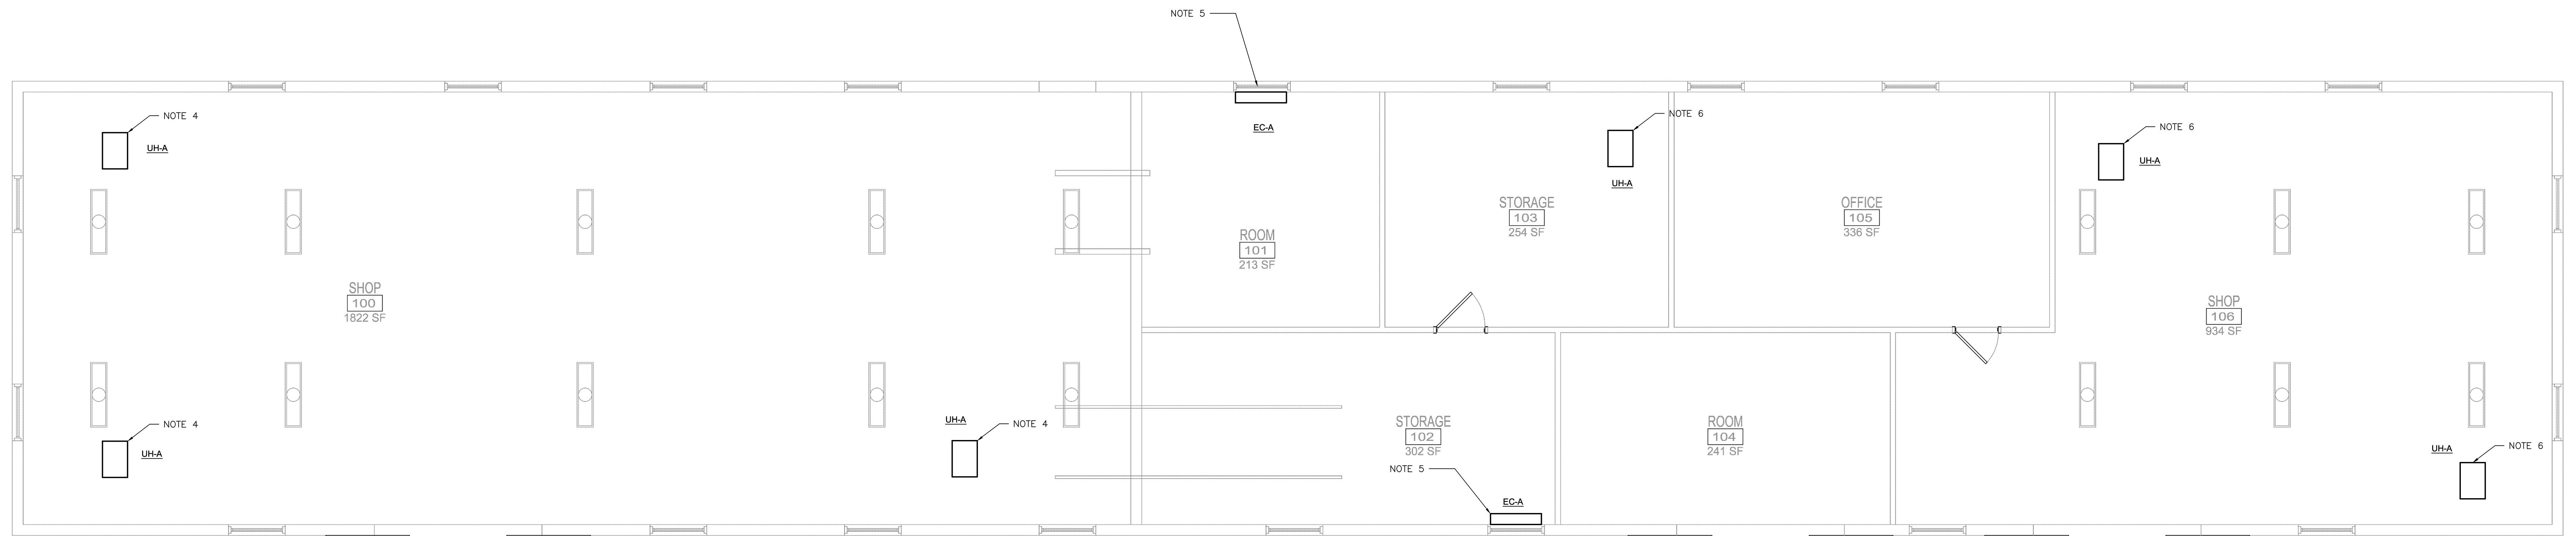 NOTE 5
NOTE 4
UH-A
EC-A
NOTE 6
UH-A
NOTE 6
UH-A
ROOM
101
213 SF
STORAGE
103
254 SF
OFFICE
105
336 SF
SHOP
100
1822 SF
SHOP
106
934 SF
NOTE 4
UH-A
UH-A
NOTE 4
STORAGE
102
302 SF
NOTE 5
EC-A
ROOM
104
241 SF
UH-A
NOTE 6